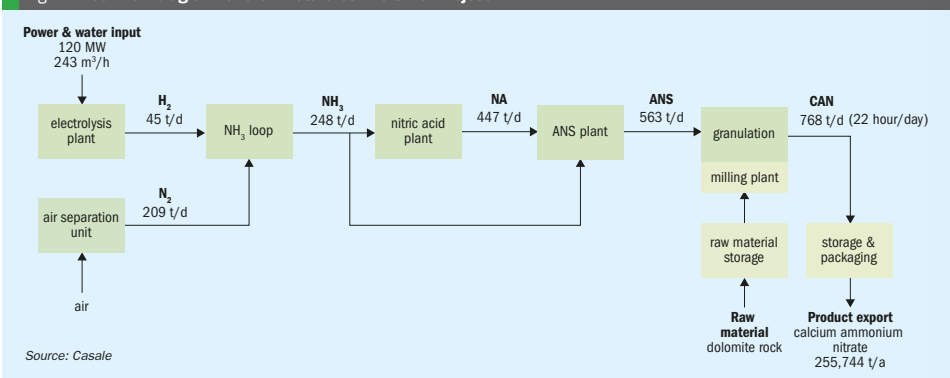 Power & water input
120 MW
243 m³/h
electrolysis
plant
H₂
45 t/d
NH₃ loop
NH₃
248 t/d
nitric acid
plant
NA
447 t/d
ANS plant
ANS
563 t/d
granulation
milling plant
CAN
768 t/d (22 hour/day)
air separation
unit
N₂
209 t/d
air
raw material
storage
storage &
packaging
Raw
material
dolomite rock
Product export
calcium ammonium
nitrate
255,744 t/a
Source: Casale